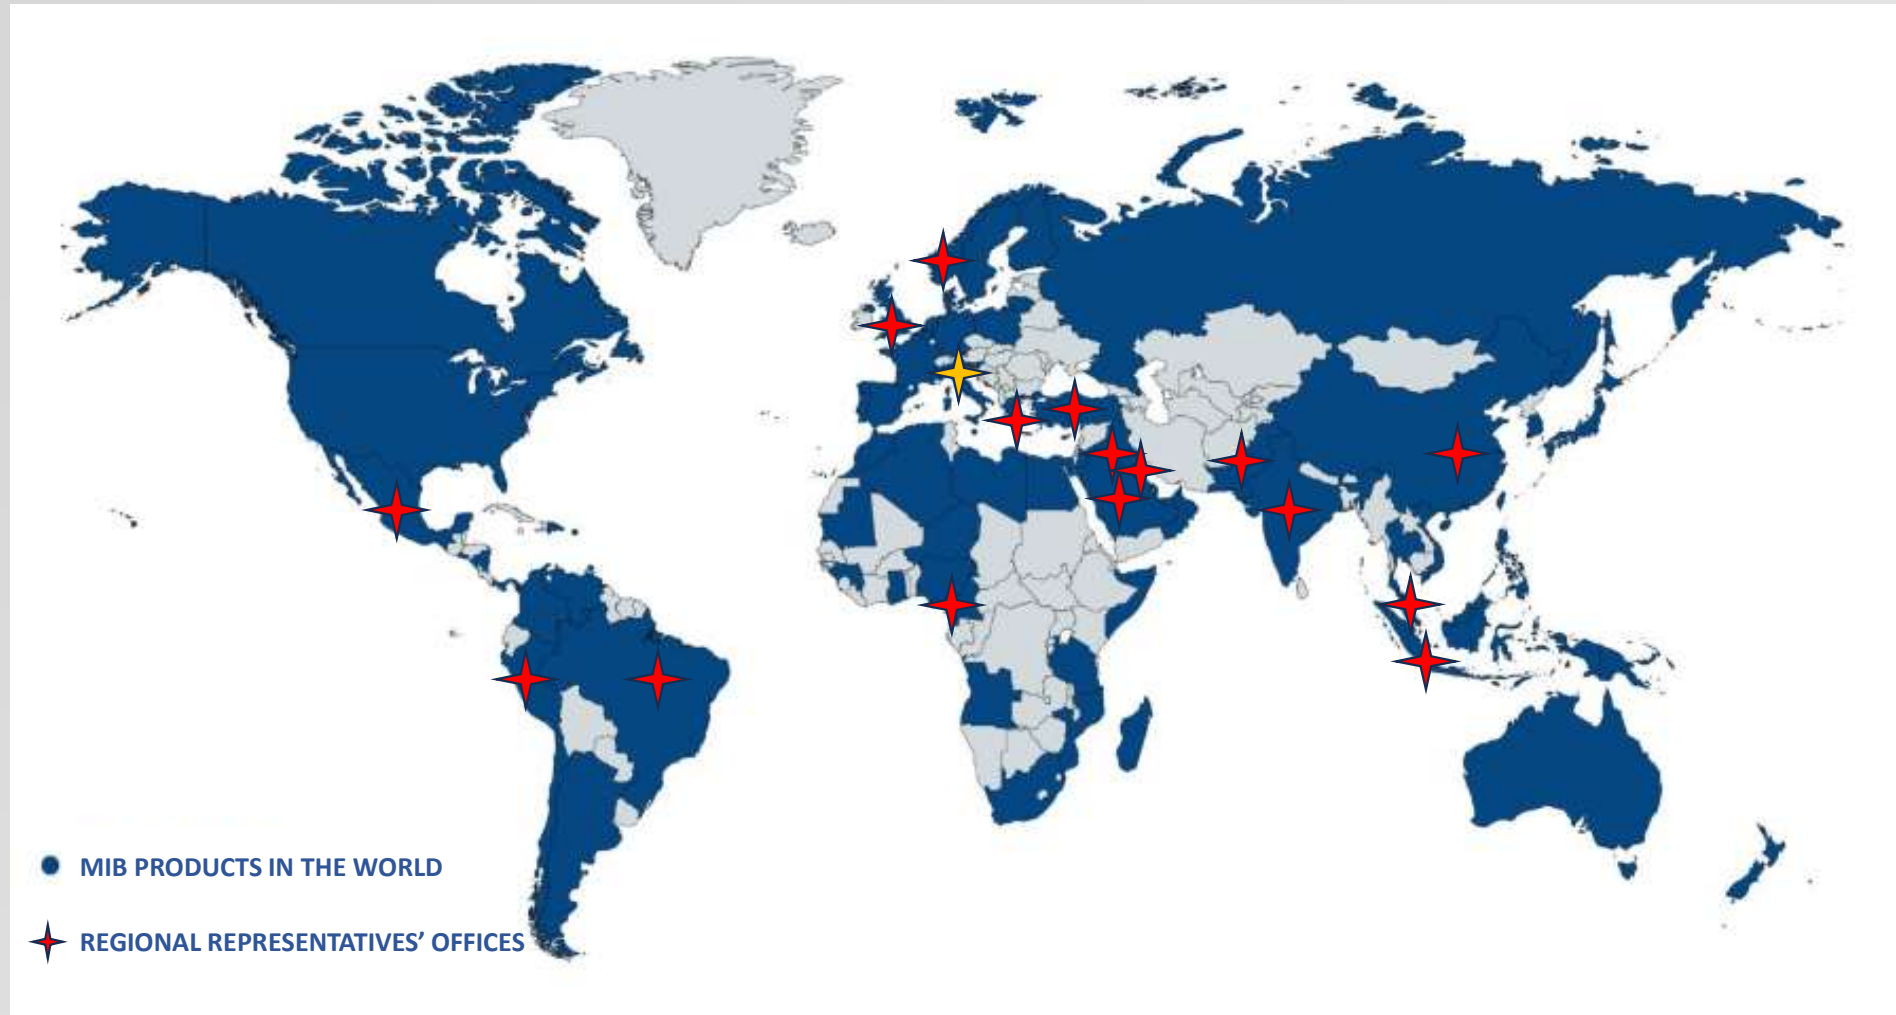 MIB PRODUCTS IN THE WORLD
REGIONAL REPRESENTATIVES’ OFFICES